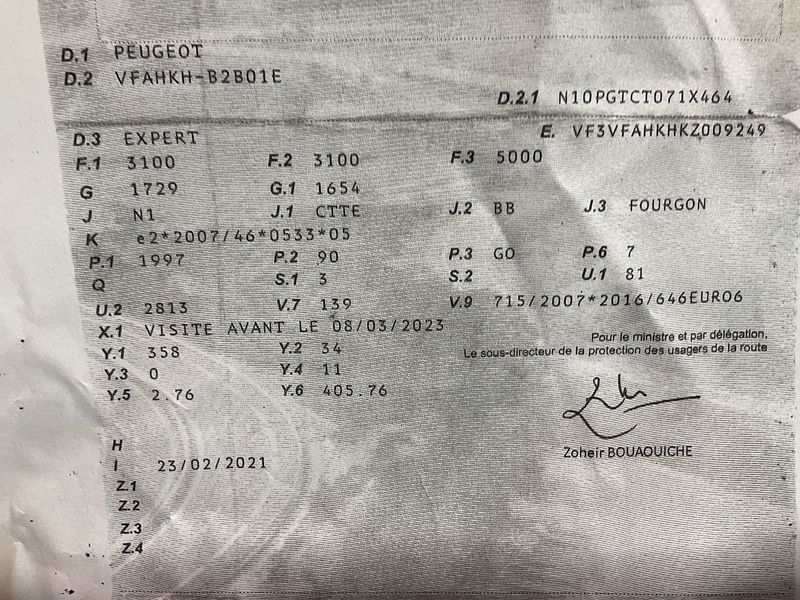 D.1 PEUGEOT
D.2 VFAHKH-B2B01E
D.2.1 N10PGTCT071X464
D.3 EXPERT
E. VF3VFAHKHKZ009249
F.1 3100 F.2 3100 F.3 5000
G 1729 G.1 1654
J N1 J.1 CTTE J.2 BB J.3 FOURGON
K e2*2007/46*0533*05
P.1 1997 P.2 90 P.3 GO P.6 7
Q S.1 3 S.2 U.1 81
U.2 2813 V.7 139 V.9 715/2007*2016/646EURO6
X.1 VISITE AVANT LE 08/03/2023
Y.1 358 Y.2 34
Y.3 0 Y.4 11
Y.5 2.76 Y.6 405.76
Pour le ministre et par délégation,
Le sous-directeur de la protection des usagers de la route
Zoheir BOUAOUICHE
H
I 23/02/2021
Z.1
Z.2
Z.3
Z.4